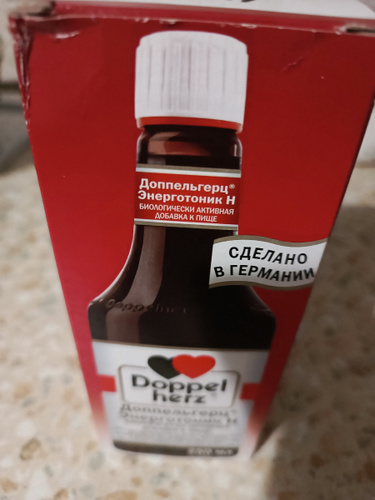 Доппельгерц®
Энерготоник Н
БИОЛОГИЧЕСКИ АКТИВНАЯ
ДОБАВКА К ПИЩЕ
СДЕЛАНО
В ГЕРМАНИИ
Doppel
herz®
Доппельгерц®
Энерготоник Н